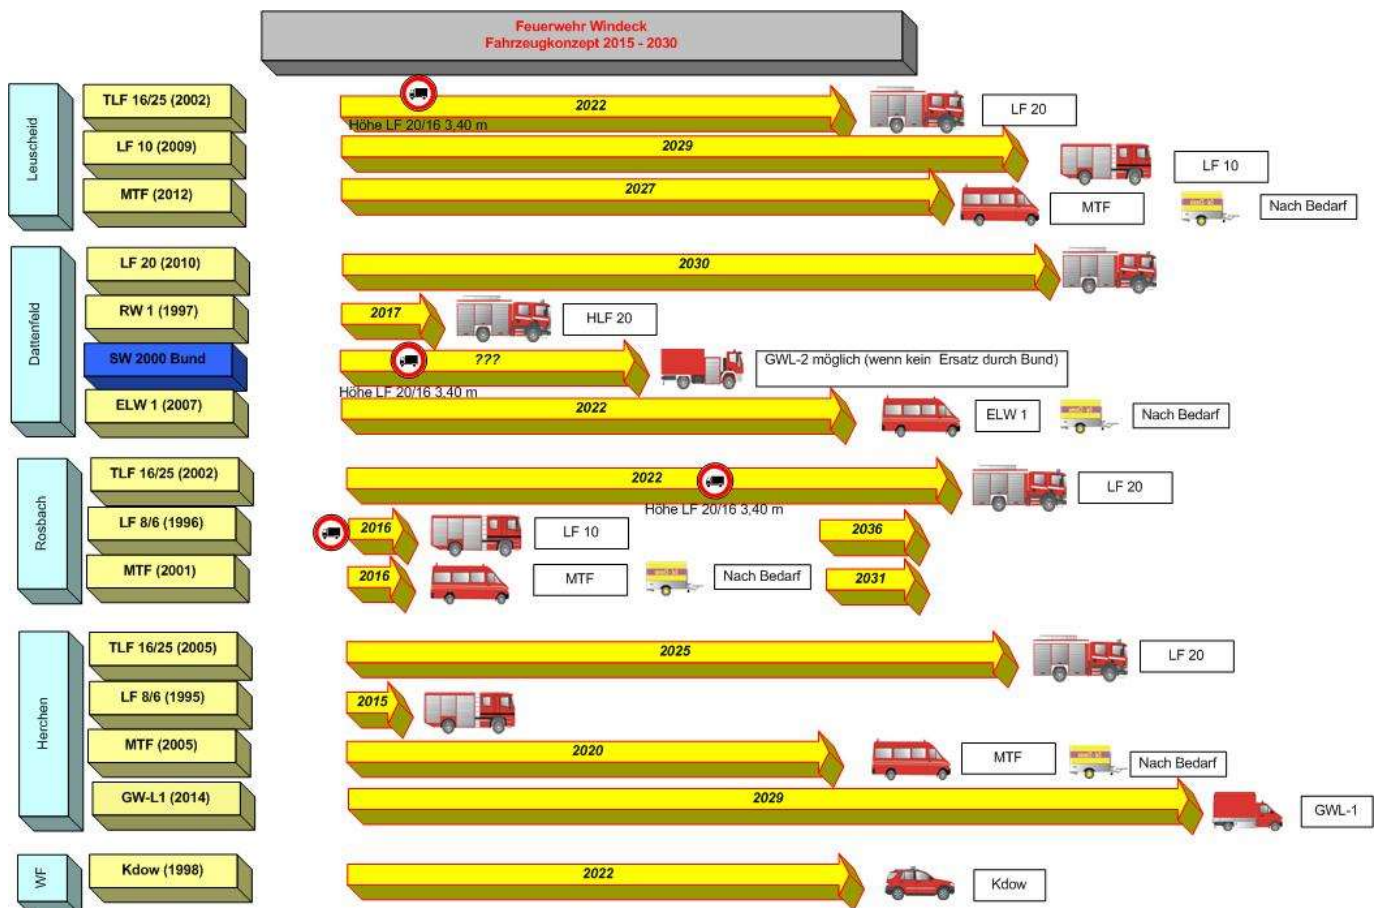 Feuerwehr Windeck
Fahrzeugkonzept 2015 - 2030
Leuscheid
TLF 16/25 (2002)
2022
LF 20
Höhe LF 20/16 3,40 m
LF 10 (2009)
2029
LF 10
MTF (2012)
2027
MTF
Nach Bedarf
Dattenfeld
LF 20 (2010)
2030
RW 1 (1997)
2017
HLF 20
SW 2000 Bund
???
GWL-2 möglich (wenn kein Ersatz durch Bund)
Höhe LF 20/16 3,40 m
ELW 1 (2007)
2022
ELW 1
Nach Bedarf
Rosbach
TLF 16/25 (2002)
2022
LF 20
Höhe LF 20/16 3,40 m
LF 8/6 (1996)
2016
LF 10
2036
MTF (2001)
2016
MTF
Nach Bedarf
2031
Herchen
TLF 16/25 (2005)
2025
LF 20
LF 8/6 (1995)
2015
MTF (2005)
2020
MTF
Nach Bedarf
GW-L1 (2014)
2029
GWL-1
WF
Kdow (1998)
2022
Kdow